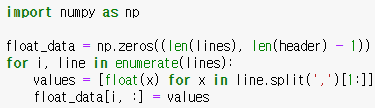 import numpy as np

float_data = np.zeros((len(lines), len(header) - 1))
for i, line in enumerate(lines):
    values = [float(x) for x in line.split(',')[1:]]
    float_data[i, :] = values